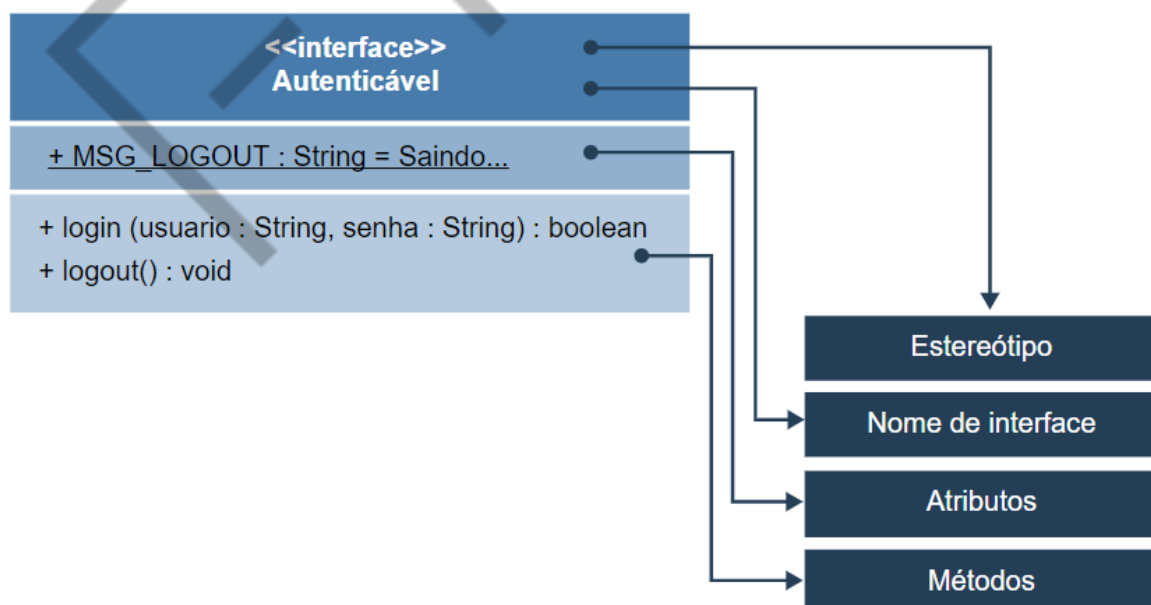 <<interface>>
Autenticável
+ MSG_LOGOUT : String = Saindo...
+ login (usuario : String, senha : String) : boolean
+ logout() : void
Estereótipo
Nome de interface
Atributos
Métodos